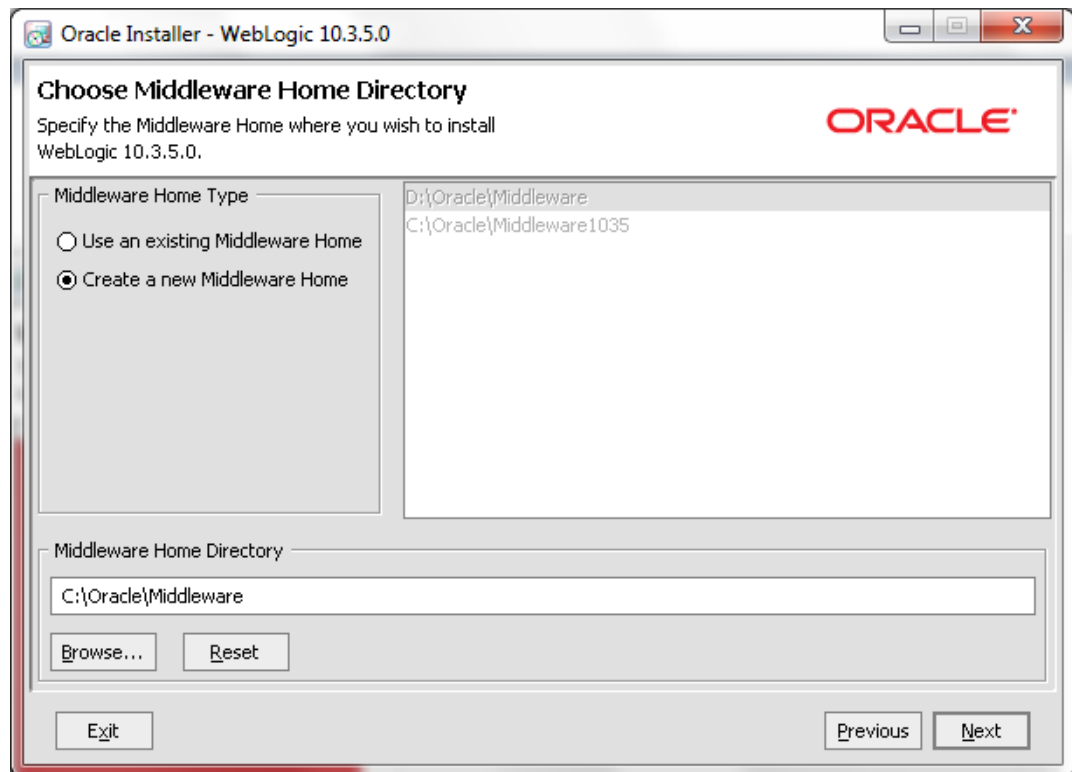 Oracle Installer - WebLogic 10.3.5.0
Choose Middleware Home Directory
Specify the Middleware Home where you wish to install
WebLogic 10.3.5.0.
ORACLE
Middleware Home Type
Use an existing Middleware Home
Create a new Middleware Home
D:\Oracle\Middleware
C:\Oracle\Middleware1035
Middleware Home Directory
C:\Oracle\Middleware
Browse...
Reset
Exit
Previous
Next